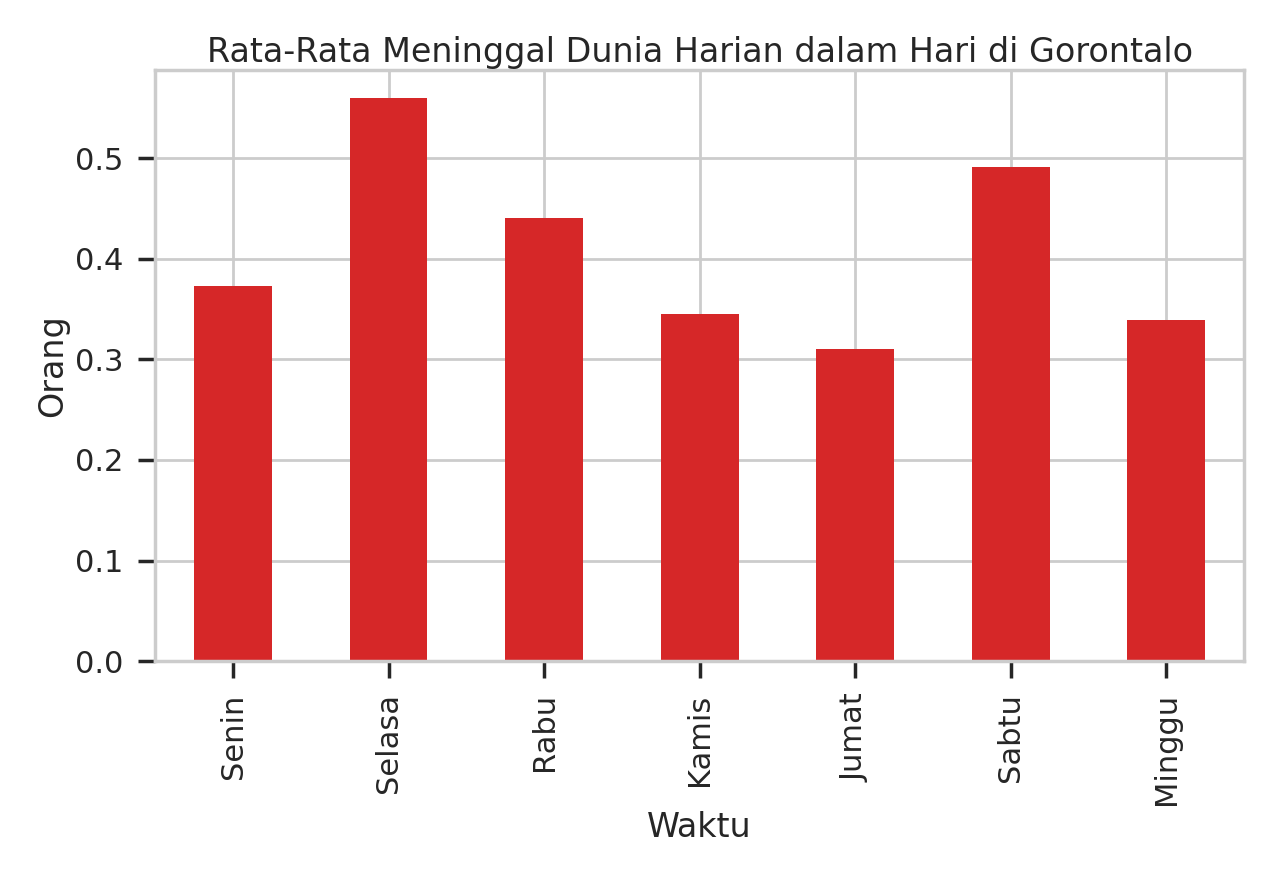 Rata-Rata Meninggal Dunia Harian dalam Hari di Gorontalo
Orang
0.5
0.4
0.3
0.2
0.1
0.0
Senin
Selasa
Rabu
Kamis
Jumat
Sabtu
Minggu
Waktu